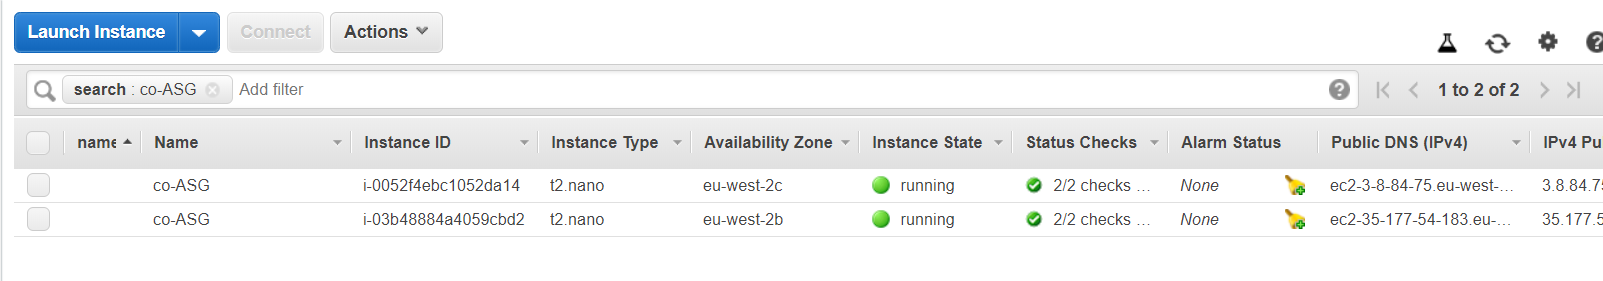 Launch Instance Connect Actions
search : co-ASG Add filter 1 to 2 of 2
name Name Instance ID Instance Type Availability Zone Instance State Status Checks Alarm Status Public DNS (IPv4) IPv4 Pu
co-ASG i-0052f4ebc1052da14 t2.nano eu-west-2c running 2/2 checks ... None ec2-3-8-84-75.eu-west-... 3.8.84.75
co-ASG i-03b48884a4059cbd2 t2.nano eu-west-2b running 2/2 checks ... None ec2-35-177-54-183.eu-... 35.177.5